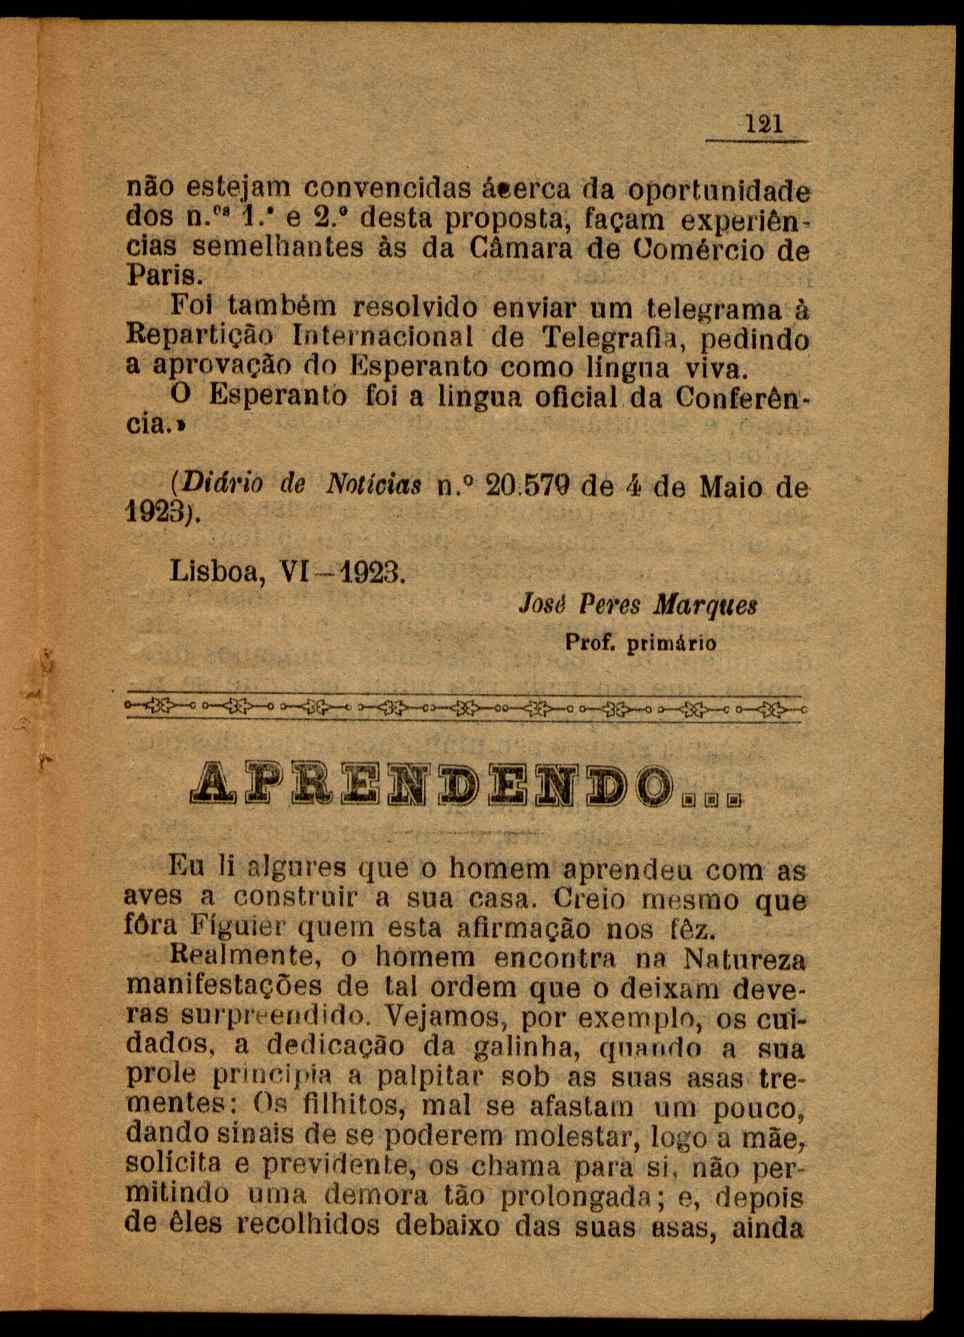 121
não estejam convencidas ácerca da oportunidade
dos n.ºˢ 1.º e 2.º desta proposta, façam experiên-
cias semelhantes às da Câmara de Comércio de
Paris.
Foi também resolvido enviar um telegrama à
Repartição Internacional de Telegrafia, pedindo
a aprovação do Esperanto como lingua viva.
O Esperanto foi a lingua oficial da Conferên-
cia.»
(Diário de Notícias n.º 20.579 de 4 de Maio de
1923).
Lisboa, VI—1923.
José Peres Marques
Prof. primário
APRENDENDO...
Eu li algures que o homem aprendeu com as
aves a construir a sua casa. Creio mesmo que
fôra Fíguier quem esta afirmação nos fêz.
Realmente, o homem encontra na Natureza
manifestações de tal ordem que o deixam deve-
ras surpreendido. Vejamos, por exemplo, os cui-
dados, a dedicação da galinha, quando a sua
prole principia a palpitar sob as suas asas tre-
mentes: Os filhitos, mal se afastam um pouco,
dando sinais de se poderem molestar, logo a mãe,
solícita e previdente, os chama para si, não per-
mitindo uma demora tão prolongada; e, depois
de êles recolhidos debaixo das suas asas, ainda